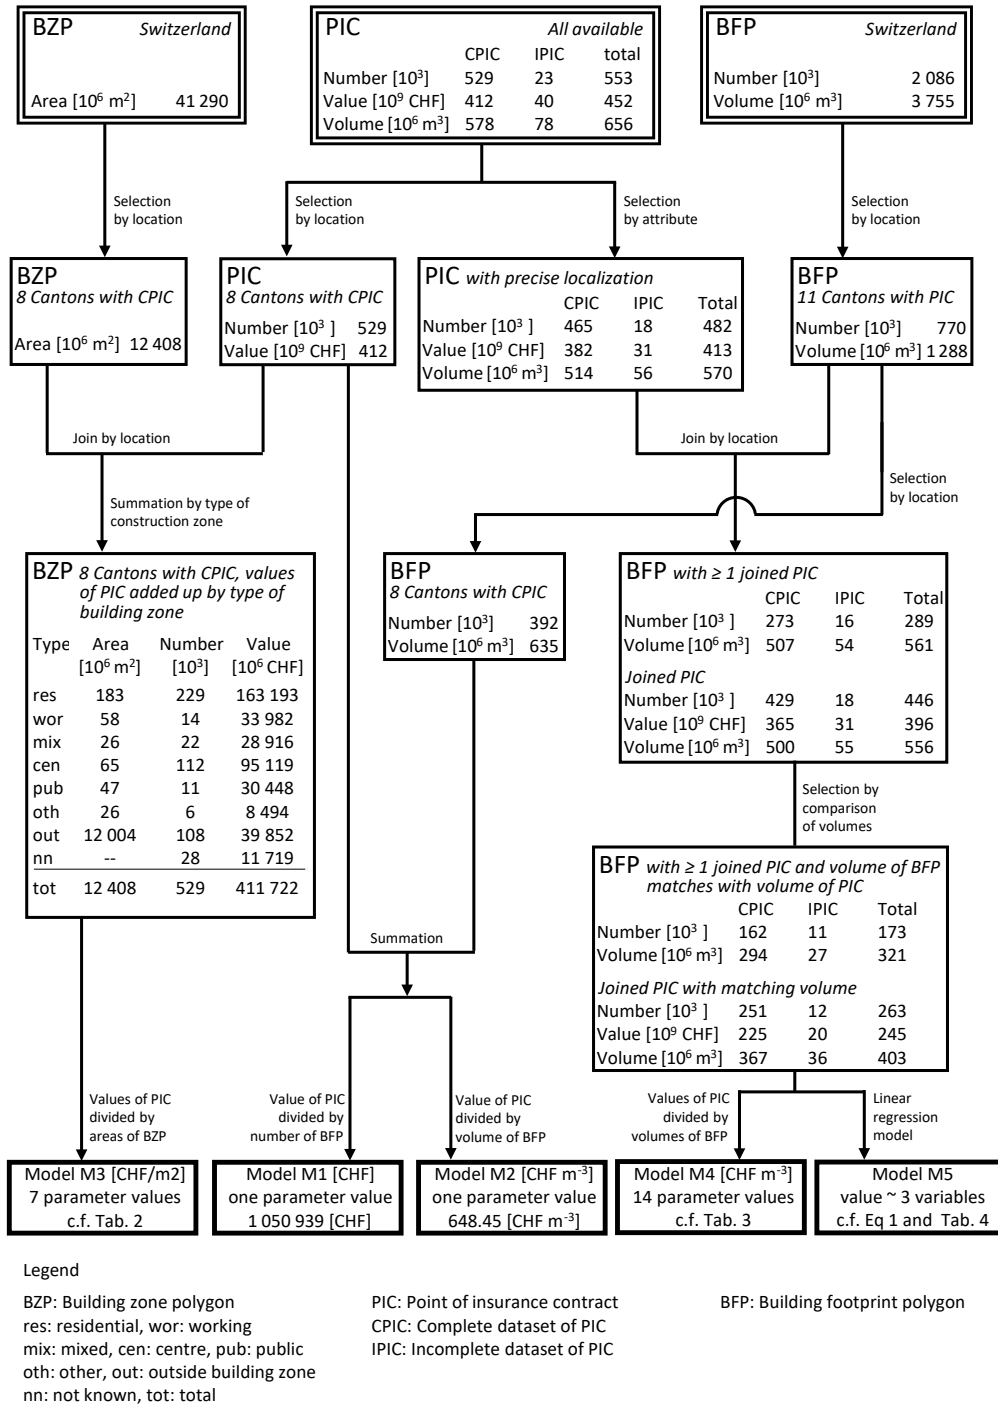 BZP Switzerland
Area [10⁶ m²] 41 290
PIC All available
CPIC IPIC total
Number [10³] 529 23 553
Value [10⁹ CHF] 412 40 452
Volume [10⁶ m³] 578 78 656
BFP Switzerland
Number [10³] 2 086
Volume [10⁶ m³] 3 755
Selection
by location
Selection
by location
Selection
by attribute
Selection
by location
BZP
8 Cantons with CPIC
Area [10⁶ m²] 12 408
PIC
8 Cantons with CPIC
Number [10³ ] 529
Value [10⁹ CHF] 412
PIC with precise localization
CPIC IPIC Total
Number [10³ ] 465 18 482
Value [10⁹ CHF] 382 31 413
Volume [10⁶ m³] 514 56 570
BFP
11 Cantons with PIC
Number [10³] 770
Volume [10⁶ m³] 1 288
Join by location
Join by location
Selection
by location
Summation by type of
construction zone
BZP 8 Cantons with CPIC, values
of PIC added up by type of
building zone
Type Area Number Value
[10⁶ m²] [10³] [10⁶ CHF]
res 183 229 163 193
wor 58 14 33 982
mix 26 22 28 916
cen 65 112 95 119
pub 47 11 30 448
oth 26 6 8 494
out 12 004 108 39 852
nn -- 28 11 719
tot 12 408 529 411 722
BFP
8 Cantons with CPIC
Number [10³] 392
Volume [10⁶ m³] 635
BFP with ≥ 1 joined PIC
CPIC IPIC Total
Number [10³ ] 273 16 289
Volume [10⁶ m³] 507 54 561
Joined PIC
Number [10³ ] 429 18 446
Value [10⁹ CHF] 365 31 396
Volume [10⁶ m³] 500 55 556
Selection by
comparison
of volumes
BFP with ≥ 1 joined PIC and volume of BFP
matches with volume of PIC
CPIC IPIC Total
Number [10³ ] 162 11 173
Volume [10⁶ m³] 294 27 321
Joined PIC with matching volume
Number [10³ ] 251 12 263
Value [10⁹ CHF] 225 20 245
Volume [10⁶ m³] 367 36 403
Summation
Values of PIC
divided by
areas of BZP
Value of PIC
divided by
number of BFP
Value of PIC
divided by
volume of BFP
Values of PIC
divided by
volumes of BFP
Linear
regression
model
Model M3 [CHF/m2]
7 parameter values
c.f. Tab. 2
Model M1 [CHF]
one parameter value
1 050 939 [CHF]
Model M2 [CHF m⁻³]
one parameter value
648.45 [CHF m⁻³]
Model M4 [CHF m⁻³]
14 parameter values
c.f. Tab. 3
Model M5
value ~ 3 variables
c.f. Eq 1 and Tab. 4
Legend
BZP: Building zone polygon
res: residential, wor: working
mix: mixed, cen: centre, pub: public
oth: other, out: outside building zone
nn: not known, tot: total
PIC: Point of insurance contract
CPIC: Complete dataset of PIC
IPIC: Incomplete dataset of PIC
BFP: Building footprint polygon